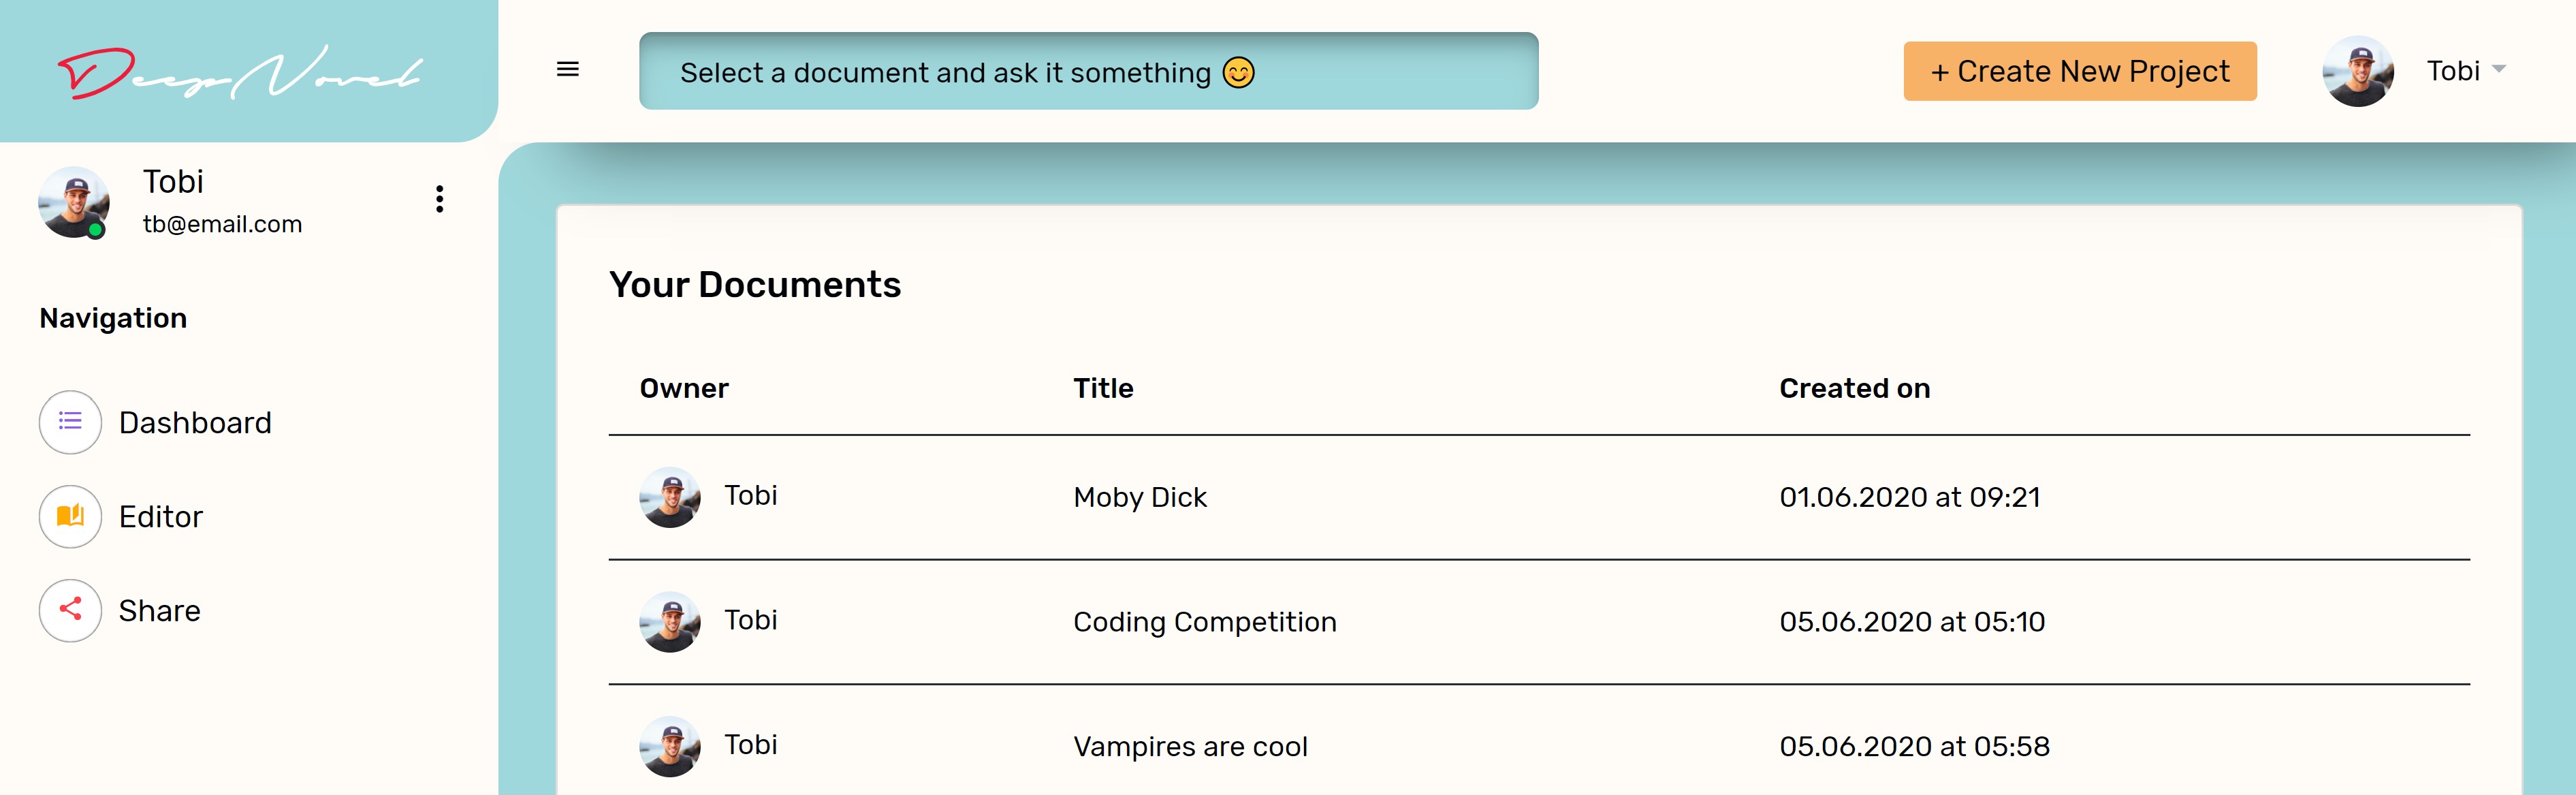 DeepNovel
Select a document and ask it something 😊
+ Create New Project
Tobi
Tobi
tb@email.com
Navigation
Dashboard
Editor
Share
Your Documents
Owner Title Created on
Tobi Moby Dick 01.06.2020 at 09:21
Tobi Coding Competition 05.06.2020 at 05:10
Tobi Vampires are cool 05.06.2020 at 05:58